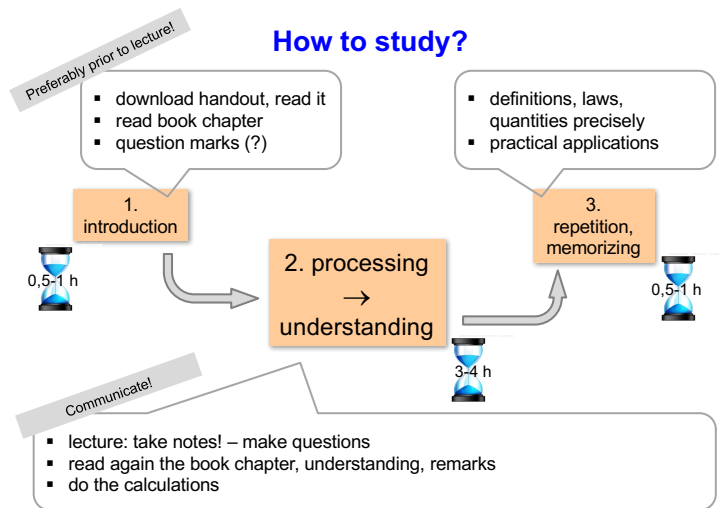 Preferably prior to lecture!
How to study?
▪ download handout, read it
▪ read book chapter
▪ question marks (?)
▪ definitions, laws,
quantities precisely
▪ practical applications
1.
introduction
0,5-1 h
2. processing
→
understanding
3.
repetition,
memorizing
0,5-1 h
3-4 h
Communicate!
▪ lecture: take notes! – make questions
▪ read again the book chapter, understanding, remarks
▪ do the calculations